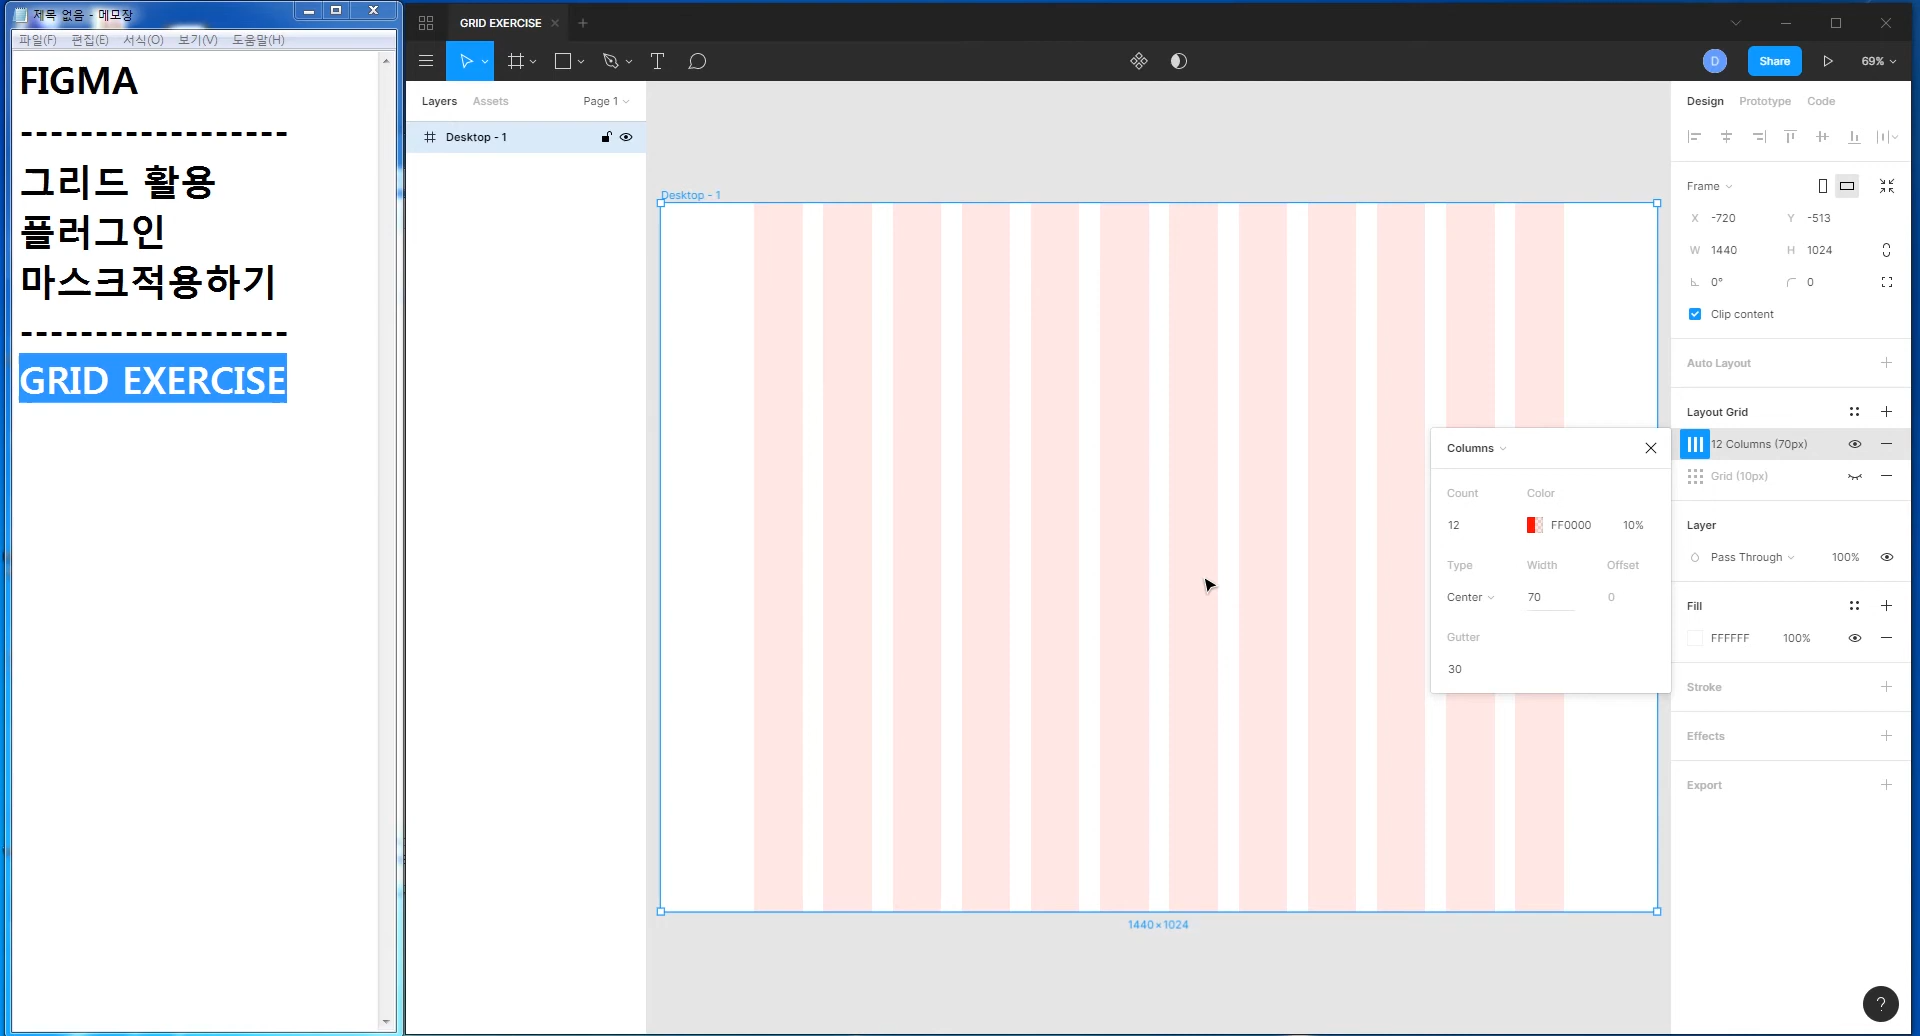 제목 없음 - 메모장
파일(F) 편집(E) 서식(O) 보기(V) 도움말(H)
FIGMA
------------------
그리드 활용
플러그인
마스크적용하기
------------------
GRID EXERCISE
GRID EXERCISE
D
Share
69%
Layers Assets Page 1
Desktop - 1
Desktop - 1
1440×1024
Columns
Count Color
12 FF0000 10%
Type Width Offset
Center 70 0
Gutter
30
Design Prototype Code
Frame
X -720 Y -513
W 1440 H 1024
0° 0
Clip content
Auto Layout
Layout Grid
12 Columns (70px)
Grid (10px)
Layer
Pass Through 100%
Fill
FFFFFF 100%
Stroke
Effects
Export
?